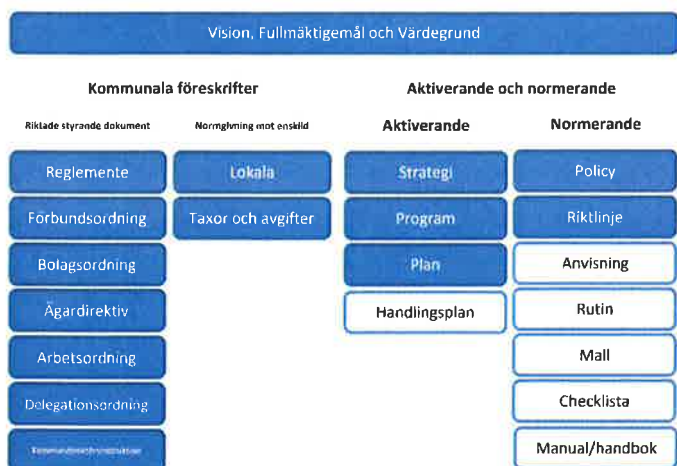 Vision, Fullmäktigemål och Värdegrund
Kommunala föreskrifter
Aktiverande och normerande
Riktade styrande dokument
Normgivning mot enskild
Aktiverande
Normerande
Reglemente
Lokala
Strategi
Policy
Förbundsordning
Taxor och avgifter
Program
Riktlinje
Bolagsordning
Plan
Anvisning
Ägardirektiv
Handlingsplan
Rutin
Arbetsordning
Mall
Delegationsordning
Checklista
Manual/handbok